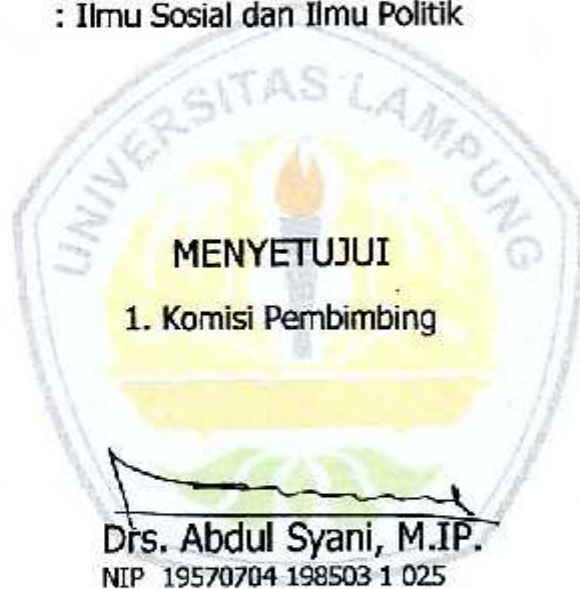 : Ilmu Sosial dan Ilmu Politik
UNIVERSITAS LAMPUNG
MENYETUJUI
1. Komisi Pembimbing
Drs. Abdul Syani, M.IP.
NIP 19570704 198503 1 025